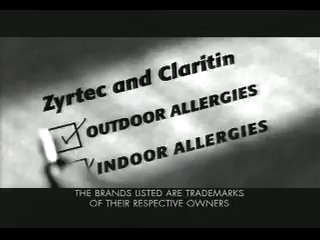 Zyrtec and Claritin
OUTDOOR ALLERGIES
INDOOR ALLERGIES
THE BRANDS LISTED ARE TRADEMARKS
OF THEIR RESPECTIVE OWNERS